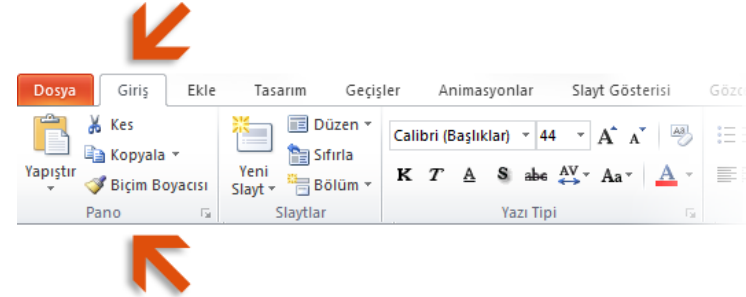 Dosya Giriş Ekle Tasarım Geçişler Animasyonlar Slayt Gösterisi
Yapıştır
Kes
Kopyala
Biçim Boyacısı
Pano
Yeni
Slayt
Düzen
Sıfırla
Bölüm
Slaytlar
Calibri (Başlıklar) 44 A A Aa
K T A S abc AV Aa A
Yazı Tipi